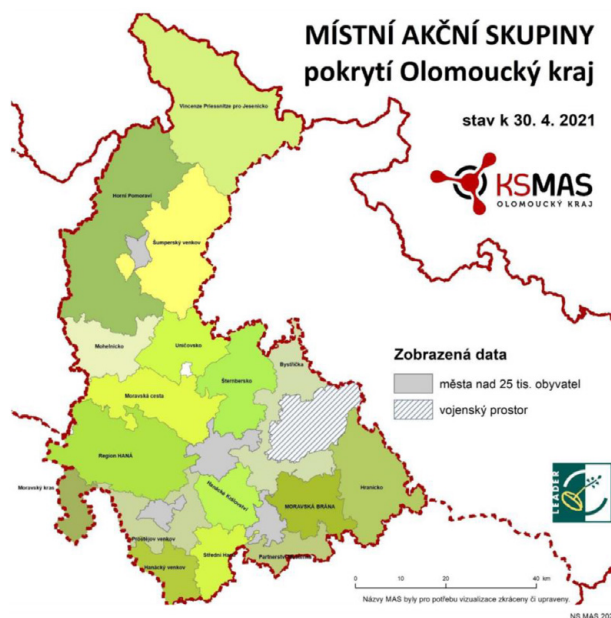 MÍSTNÍ AKČNÍ SKUPINY
pokrytí Olomoucký kraj
stav k 30. 4. 2021
KSMAS
OLOMOUCKÝ KRAJ
Vincenze Priessnitze pro Jesenicko
Horní Pomoraví
Šumperský venkov
Mohelnicko
Uničovsko
Šternbersko
Bystřička
Moravská cesta
Region HANÁ
Moravský kras
Hanácké Království
Hranicko
MORAVSKÁ BRÁNA
Prostějov venkov
Střední Haná
Hanácký venkov
Zobrazená data
města nad 25 tis. obyvatel
vojenský prostor
LEADER
0 10 20 40 km
Názvy MAS byly pro potřebu vizualizace zkráceny či upraveny.